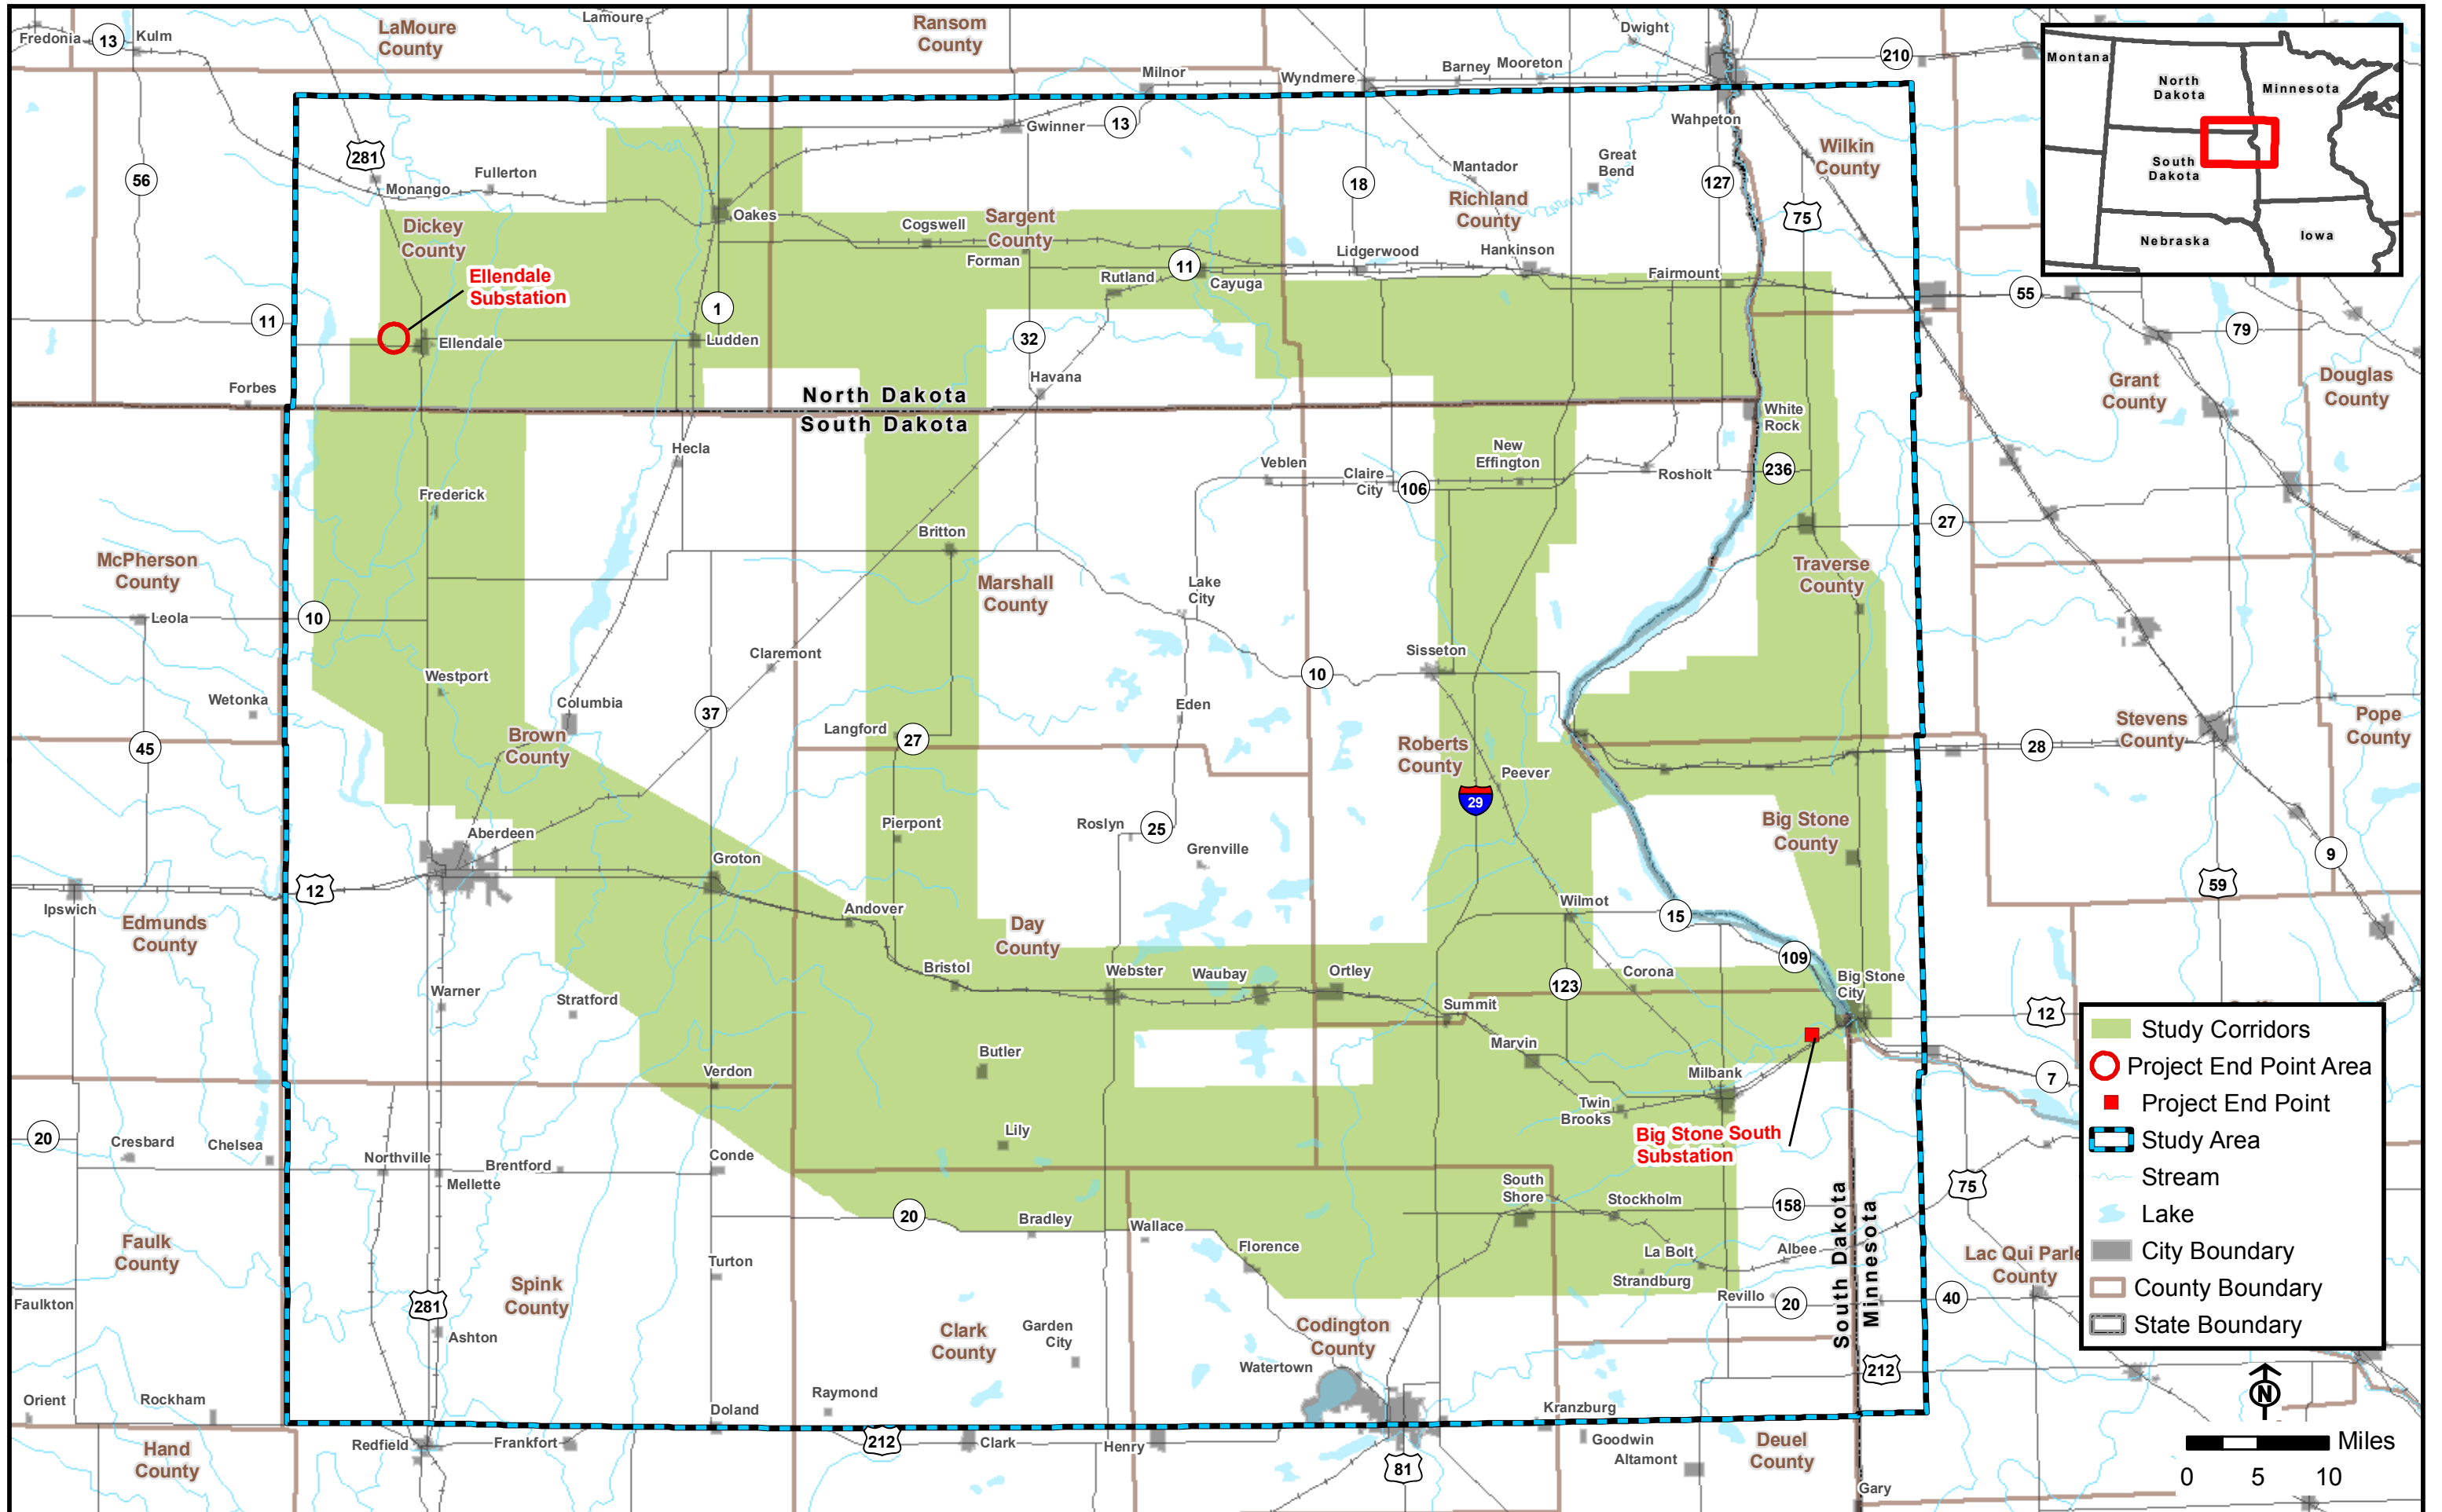 Fredonia
13
Kulm
LaMoure
County
Lamoure
Ransom
County
Dwight
210
Milnor
Wyndmere
Barney
Mooreton
Montana
North
Dakota
Minnesota
South
Dakota
Nebraska
Iowa
Gwinner
13
Wahpeton
Wilkin
County
281
56
Monango
Fullerton
18
Mantador
Great
Bend
127
75
Richland
County
Dickey
County
Oakes
Cogswell
Sargent
County
Forman
Rutland
11
Cayuga
Lidgerwood
Hankinson
Fairmount
55
79
Ellendale
Substation
11
1
32
Ellendale
Ludden
Forbes
Havana
North Dakota
South Dakota
Grant
County
Douglas
County
White
Rock
Hecla
Veblen
Claire
City
106
New
Effington
Rosholt
236
Frederick
27
Britton
McPherson
County
Marshall
County
Lake
City
Traverse
County
Leola
10
Claremont
Sisseton
10
Westport
Wetonka
Columbia
37
Eden
45
Brown
County
Langford
27
Roberts
County
Peever
28
Stevens
County
Pope
County
29
Aberdeen
Pierpont
Roslyn
25
Grenville
Big Stone
County
9
Groton
12
59
Ipswich
Edmunds
County
Andover
Day
County
Wilmot
15
109
Bristol
Webster
Waubay
Ortley
123
Corona
Big Stone
City
Warner
Stratford
Summit
12
Butler
Marvin
Verdon
Milbank
7
Twin
Brooks
Big Stone South
Substation
20
Cresbard
Chelsea
Lily
Northville
Brentford
Mellette
Conde
South
Shore
Stockholm
158
75
20
Bradley
Wallace
Florence
La Bolt
Albee
Strandburg
South Dakota
Minnesota
Faulk
County
Turton
Lac Qui Parle
County
Faulkton
Spink
County
281
Revillo
20
40
Ashton
Clark
County
Garden
City
Codington
County
Watertown
212
Orient
Rockham
Raymond
Doland
Kranzburg
Hand
County
Redfield
Frankfort
212
Clark
Henry
81
Goodwin
Altamont
Deuel
County
Gary
Study Corridors
Project End Point Area
Project End Point
Study Area
Stream
Lake
City Boundary
County Boundary
State Boundary
N
Miles
0 5 10